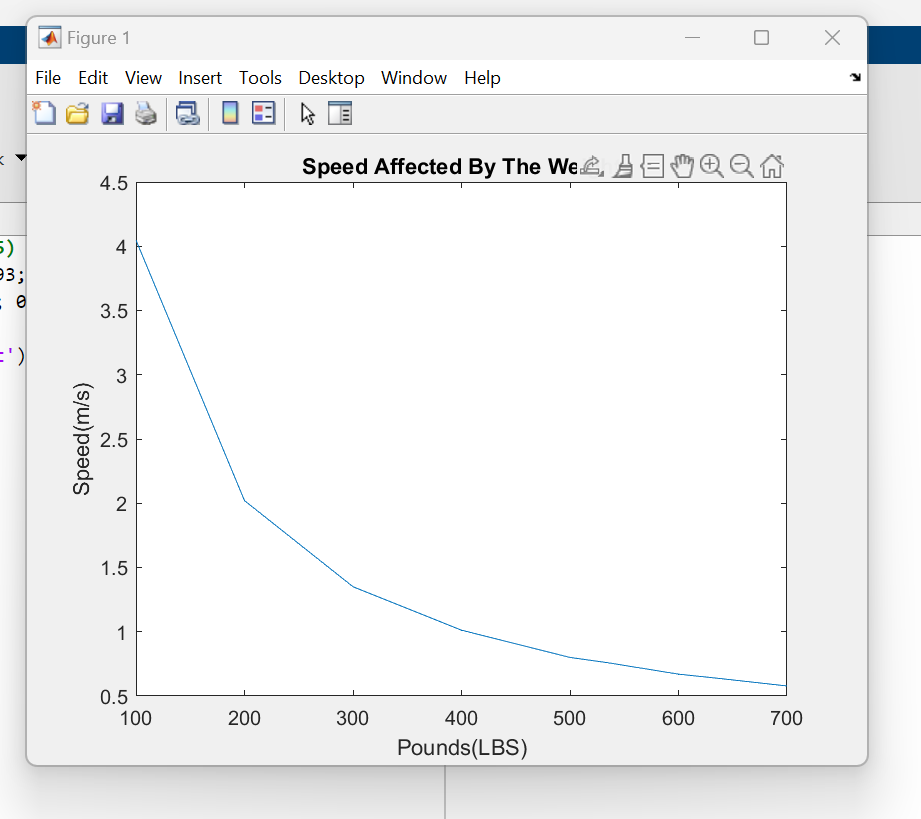 Figure 1
File Edit View Insert Tools Desktop Window Help
Speed Affected By The
4.5
4
3.5
3
2.5
2
1.5
1
0.5
Speed(m/s)
100 200 300 400 500 600 700
Pounds(LBS)
)
93;
; 0
')